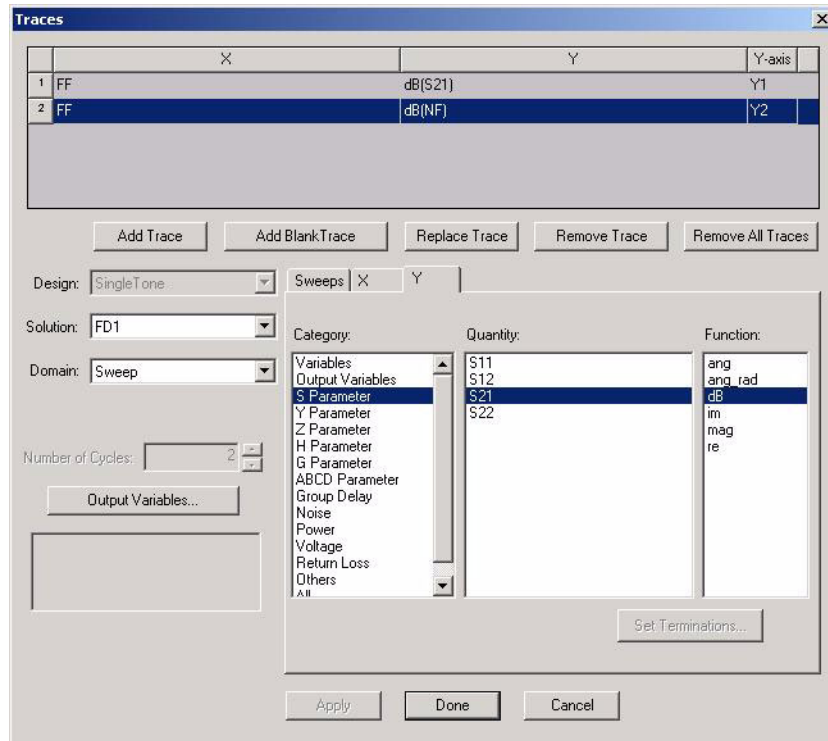 Traces
X Y Y-axis
1 FF dB(S21) Y1
2 FF dB(NF) Y2
Add Trace Add BlankTrace Replace Trace Remove Trace Remove All Traces
Design: SingleTone
Solution: FD1
Domain: Sweep
Number of Cycles: 2
Output Variables...
Sweeps X Y
Category:
Variables
Output Variables
S Parameter
Y Parameter
Z Parameter
H Parameter
G Parameter
ABCD Parameter
Group Delay
Noise
Power
Voltage
Return Loss
Others
All
Quantity:
S11
S12
S21
S22
Function:
ang
ang_rad
dB
im
mag
re
Set Terminations...
Apply Done Cancel